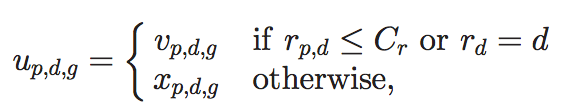 u_{p,d,g} = { v_{p,d,g} if r_{p,d} ≤ C_r or r_d = d
x_{p,d,g} otherwise,